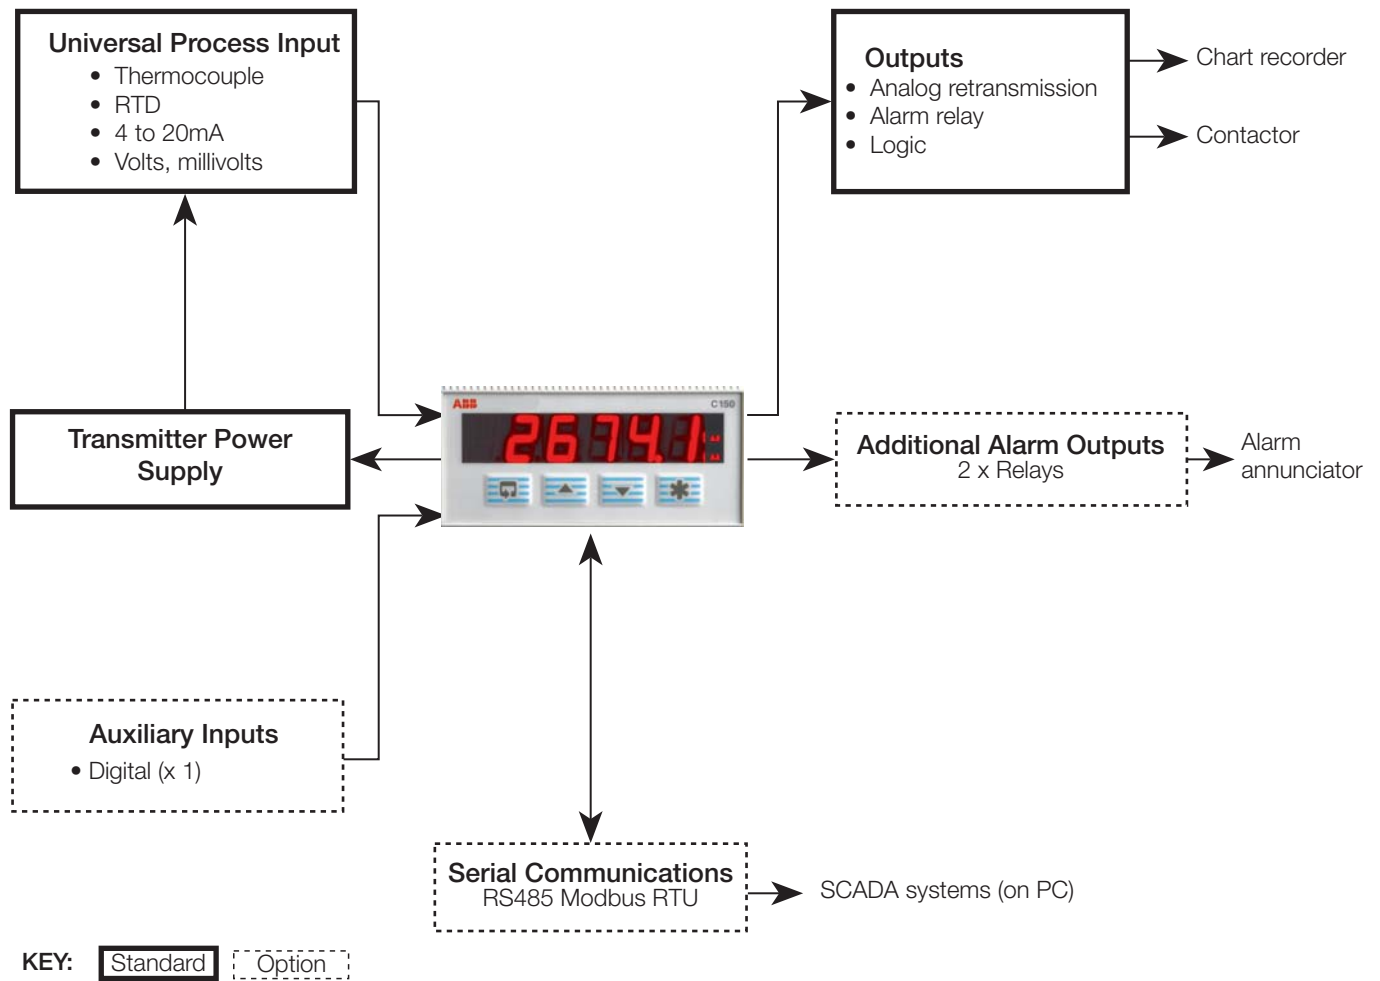 Universal Process Input
• Thermocouple
• RTD
• 4 to 20mA
• Volts, millivolts
Outputs
• Analog retransmission
• Alarm relay
• Logic
Chart recorder
Contactor
Transmitter Power
Supply
ABB
C150
2674.1
Additional Alarm Outputs
2 x Relays
Alarm
annunciator
Auxiliary Inputs
• Digital (x 1)
Serial Communications
RS485 Modbus RTU
SCADA systems (on PC)
KEY: Standard Option